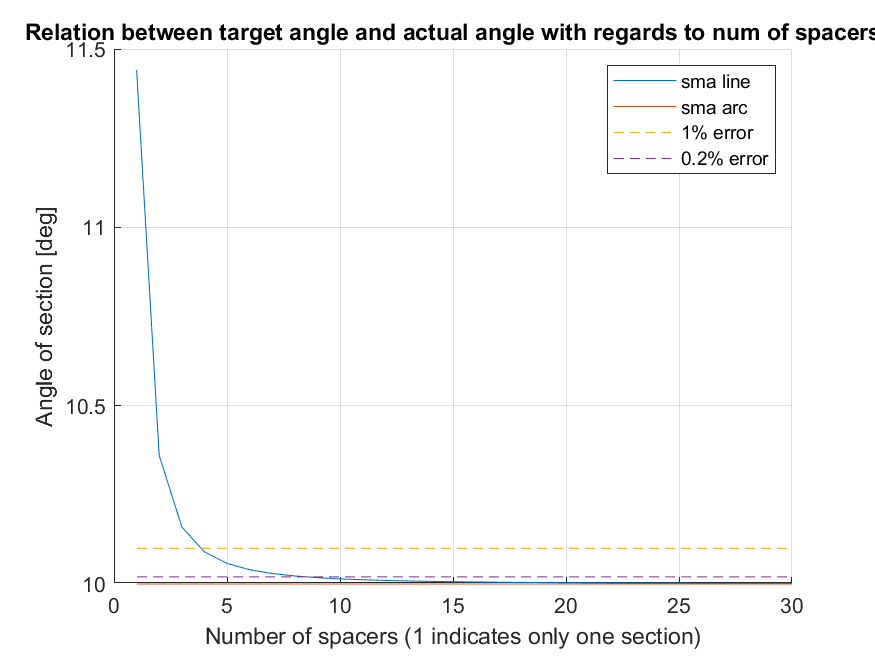 Relation between target angle and actual angle with regards to num of spacers
11.5
11
10.5
10
0 5 10 15 20 25 30
Angle of section [deg]
Number of spacers (1 indicates only one section)
sma line
sma arc
1% error
0.2% error